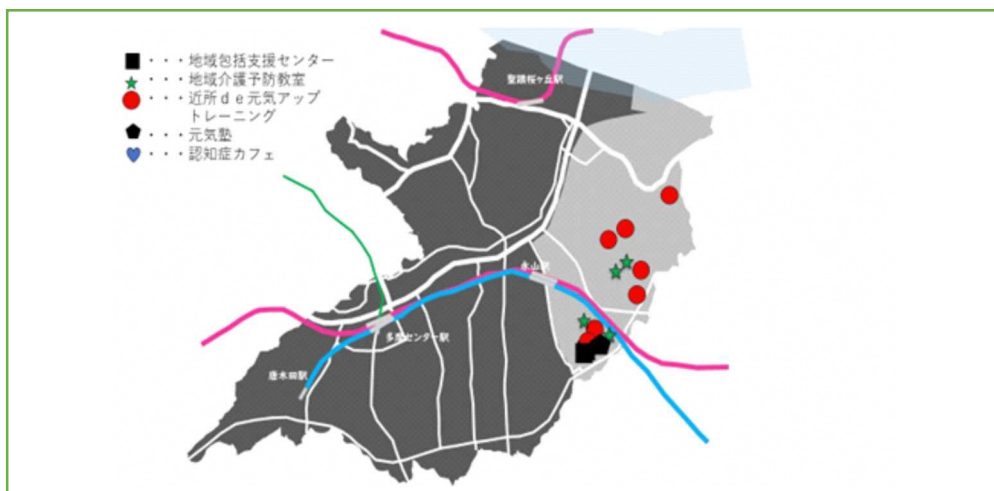 ・・・地域包括支援センター
・・・地域介護予防教室
・・・近所ｄｅ元気アップ
トレーニング
・・・元気塾
・・・認知症カフェ
聖蹟桜ヶ丘駅
永山駅
多摩センター駅
唐木田駅